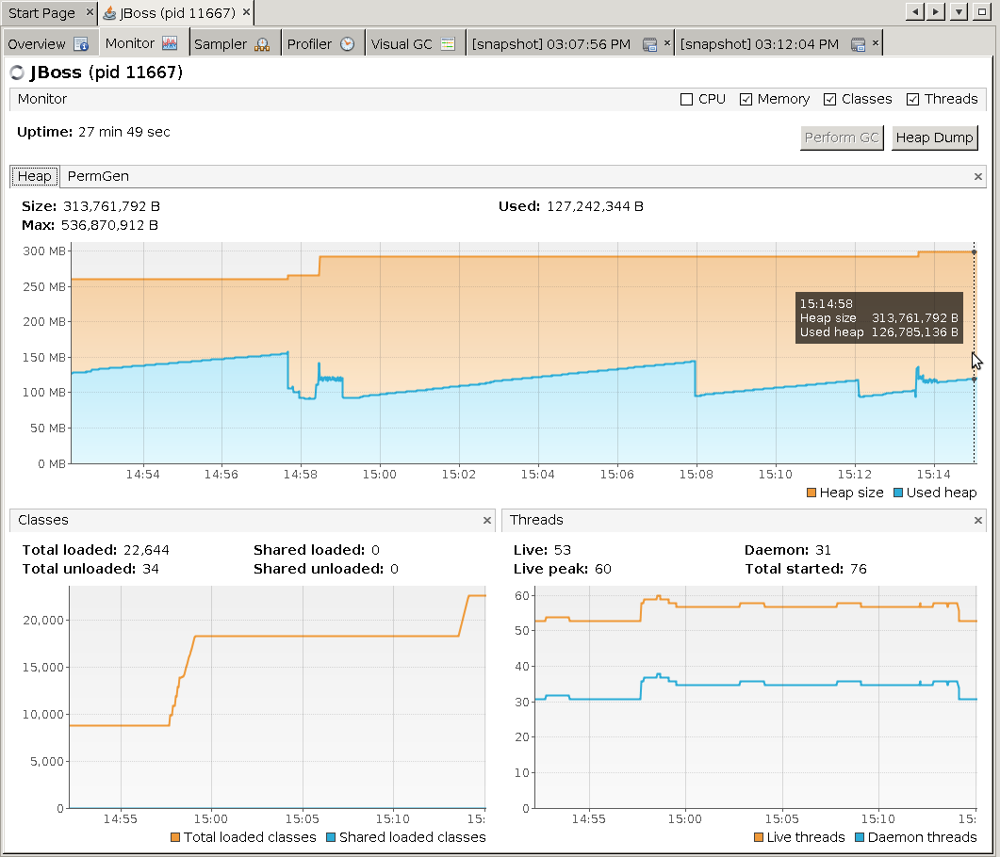 Start Page JBoss (pid 11667)
Overview Monitor Sampler Profiler Visual GC [snapshot] 03:07:56 PM [snapshot] 03:12:04 PM
JBoss (pid 11667)
Monitor CPU Memory Classes Threads
Uptime: 27 min 49 sec
Perform GC Heap Dump
Heap PermGen
Size: 313,761,792 B Used: 127,242,344 B
Max: 536,870,912 B
300 MB
250 MB
200 MB
150 MB
100 MB
50 MB
0 MB
15:14:58
Heap size 313,761,792 B
Used heap 126,785,136 B
14:54 14:56 14:58 15:00 15:02 15:04 15:06 15:08 15:10 15:12 15:14
Heap size Used heap
Classes
Total loaded: 22,644 Shared loaded: 0
Total unloaded: 34 Shared unloaded: 0
20,000
15,000
10,000
5,000
0
14:55 15:00 15:05 15:10 15:
Total loaded classes Shared loaded classes
Threads
Live: 53 Daemon: 31
Live peak: 60 Total started: 76
60
50
40
30
20
10
0
14:55 15:00 15:05 15:10 15:
Live threads Daemon threads